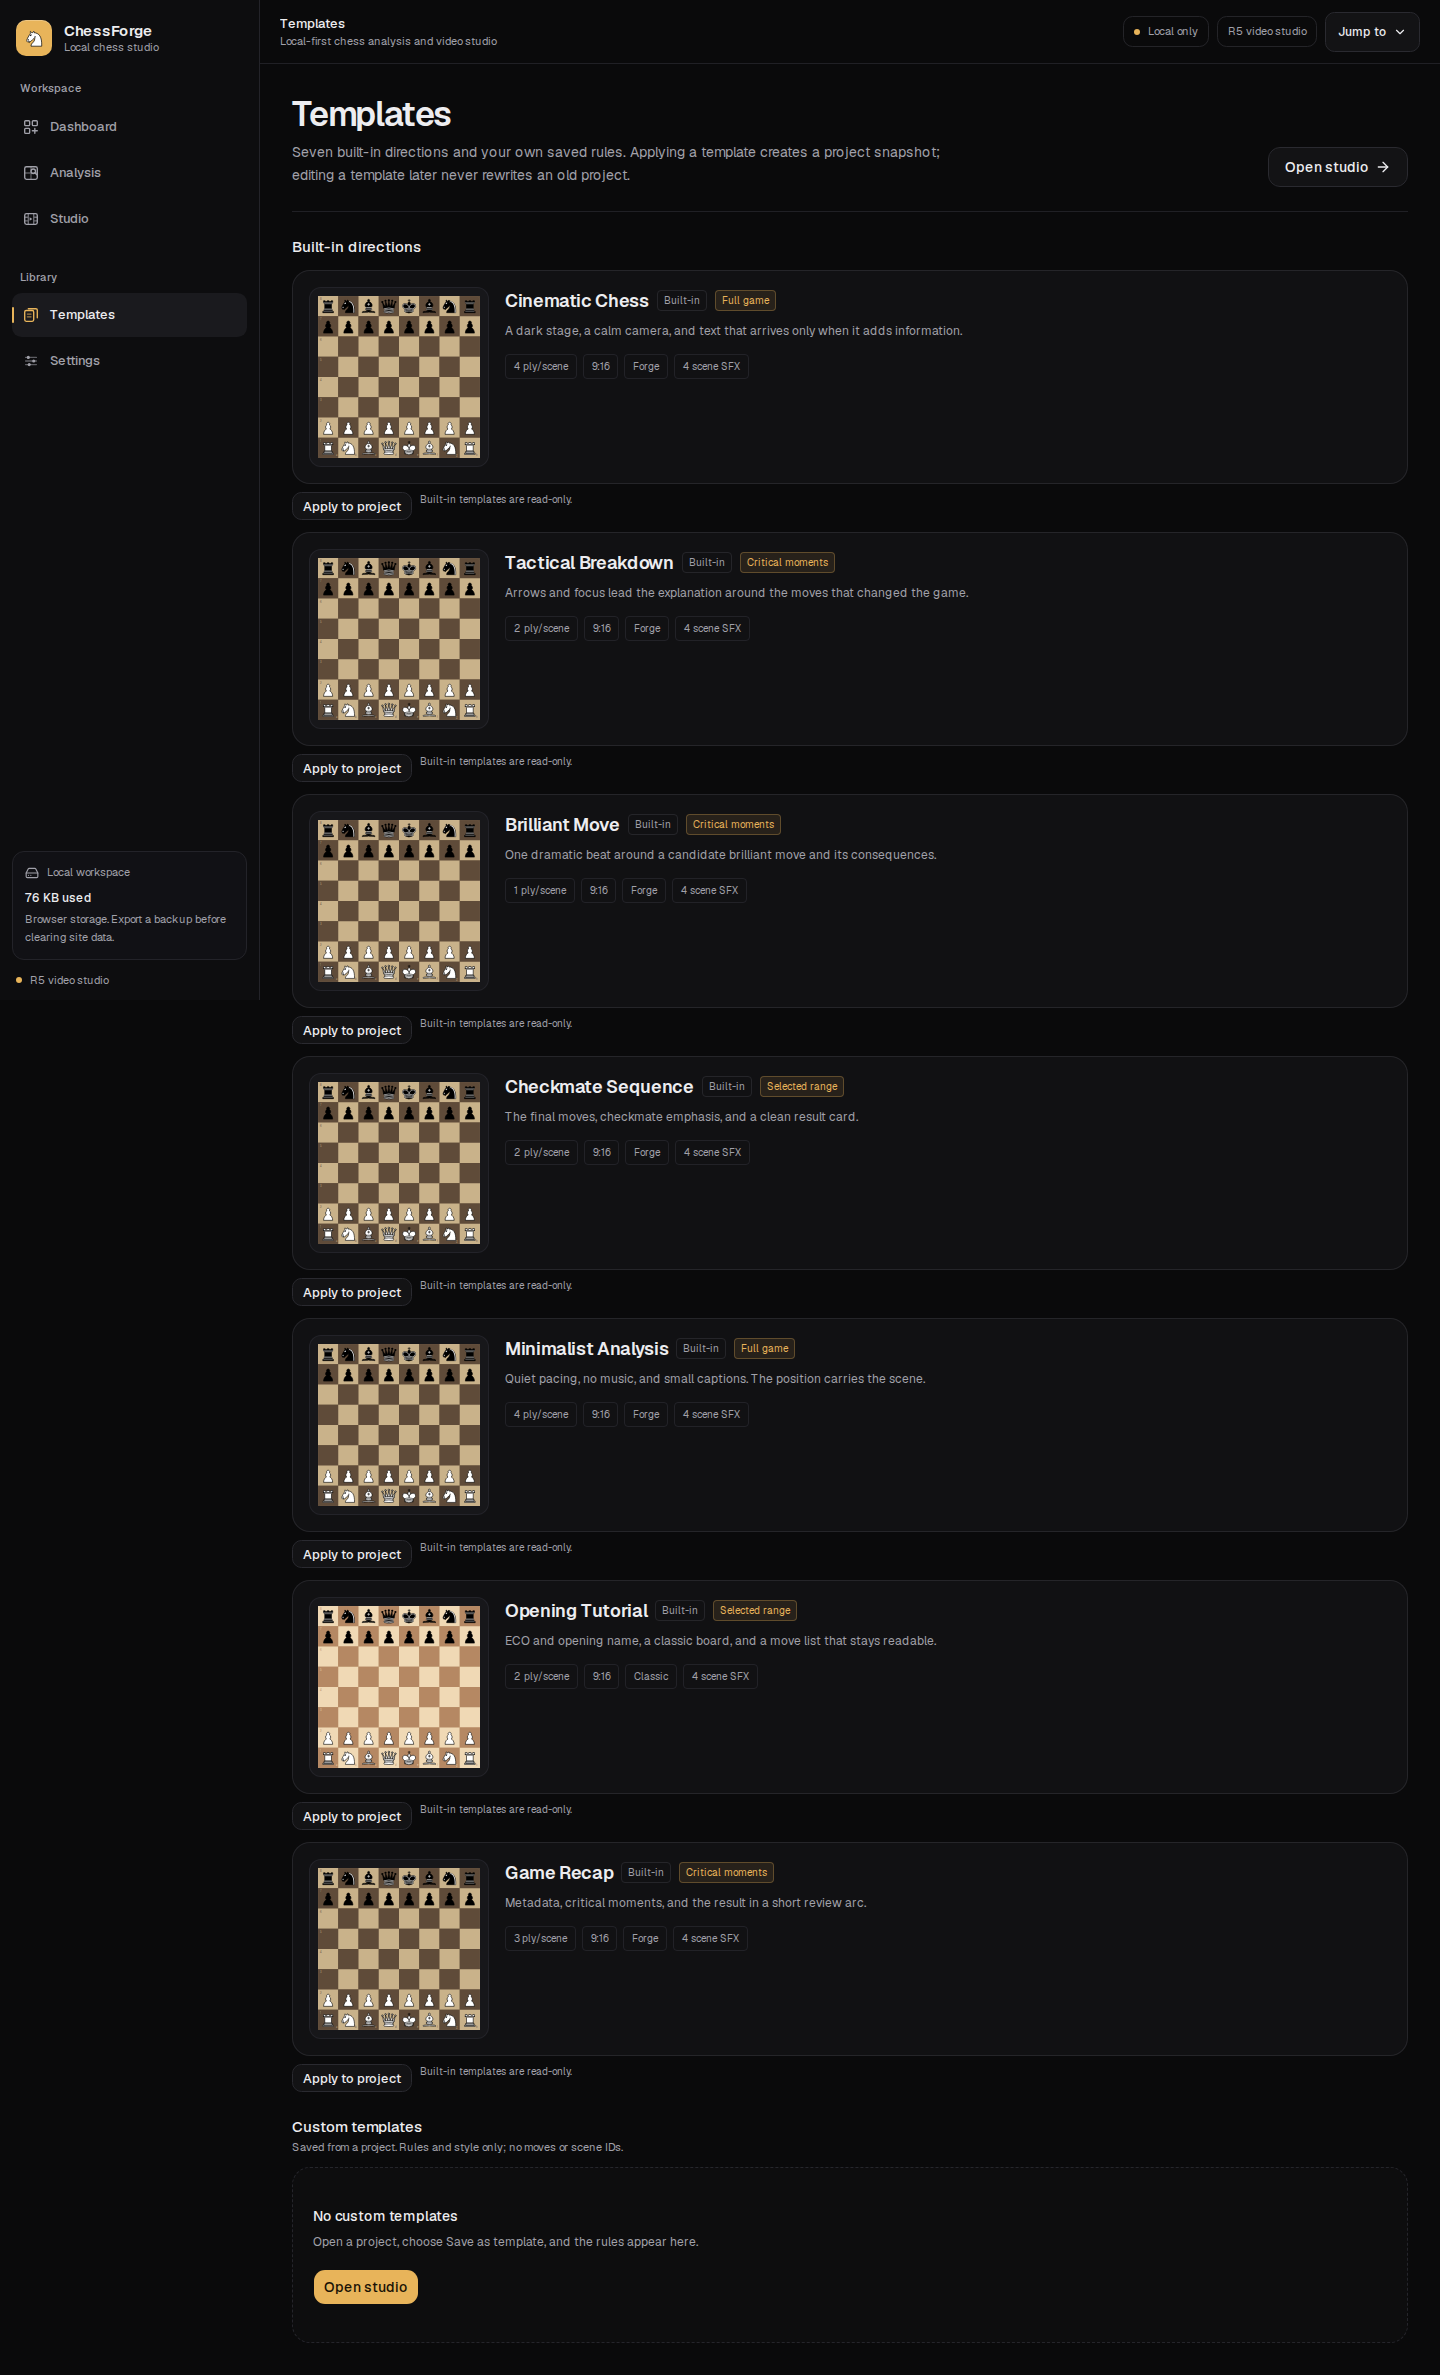 ChessForge
Local chess studio
Workspace
Dashboard
Analysis
Studio
Library
Templates
Settings
Local workspace
76 KB used
Browser storage. Export a backup before
clearing site data.
R5 video studio
Templates
Local-first chess analysis and video studio
Local only
R5 video studio
Jump to
Templates
Seven built-in directions and your own saved rules. Applying a template creates a project snapshot;
editing a template later never rewrites an old project.
Open studio
Built-in directions
Cinematic Chess Built-in Full game
A dark stage, a calm camera, and text that arrives only when it adds information.
4 ply/scene 9:16 Forge 4 scene SFX
Apply to project Built-in templates are read-only.
Tactical Breakdown Built-in Critical moments
Arrows and focus lead the explanation around the moves that changed the game.
2 ply/scene 9:16 Forge 4 scene SFX
Apply to project Built-in templates are read-only.
Brilliant Move Built-in Critical moments
One dramatic beat around a candidate brilliant move and its consequences.
1 ply/scene 9:16 Forge 4 scene SFX
Apply to project Built-in templates are read-only.
Checkmate Sequence Built-in Selected range
The final moves, checkmate emphasis, and a clean result card.
2 ply/scene 9:16 Forge 4 scene SFX
Apply to project Built-in templates are read-only.
Minimalist Analysis Built-in Full game
Quiet pacing, no music, and small captions. The position carries the scene.
4 ply/scene 9:16 Forge 4 scene SFX
Apply to project Built-in templates are read-only.
Opening Tutorial Built-in Selected range
ECO and opening name, a classic board, and a move list that stays readable.
2 ply/scene 9:16 Classic 4 scene SFX
Apply to project Built-in templates are read-only.
Game Recap Built-in Critical moments
Metadata, critical moments, and the result in a short review arc.
3 ply/scene 9:16 Forge 4 scene SFX
Apply to project Built-in templates are read-only.
Custom templates
Saved from a project. Rules and style only; no moves or scene IDs.
No custom templates
Open a project, choose Save as template, and the rules appear here.
Open studio